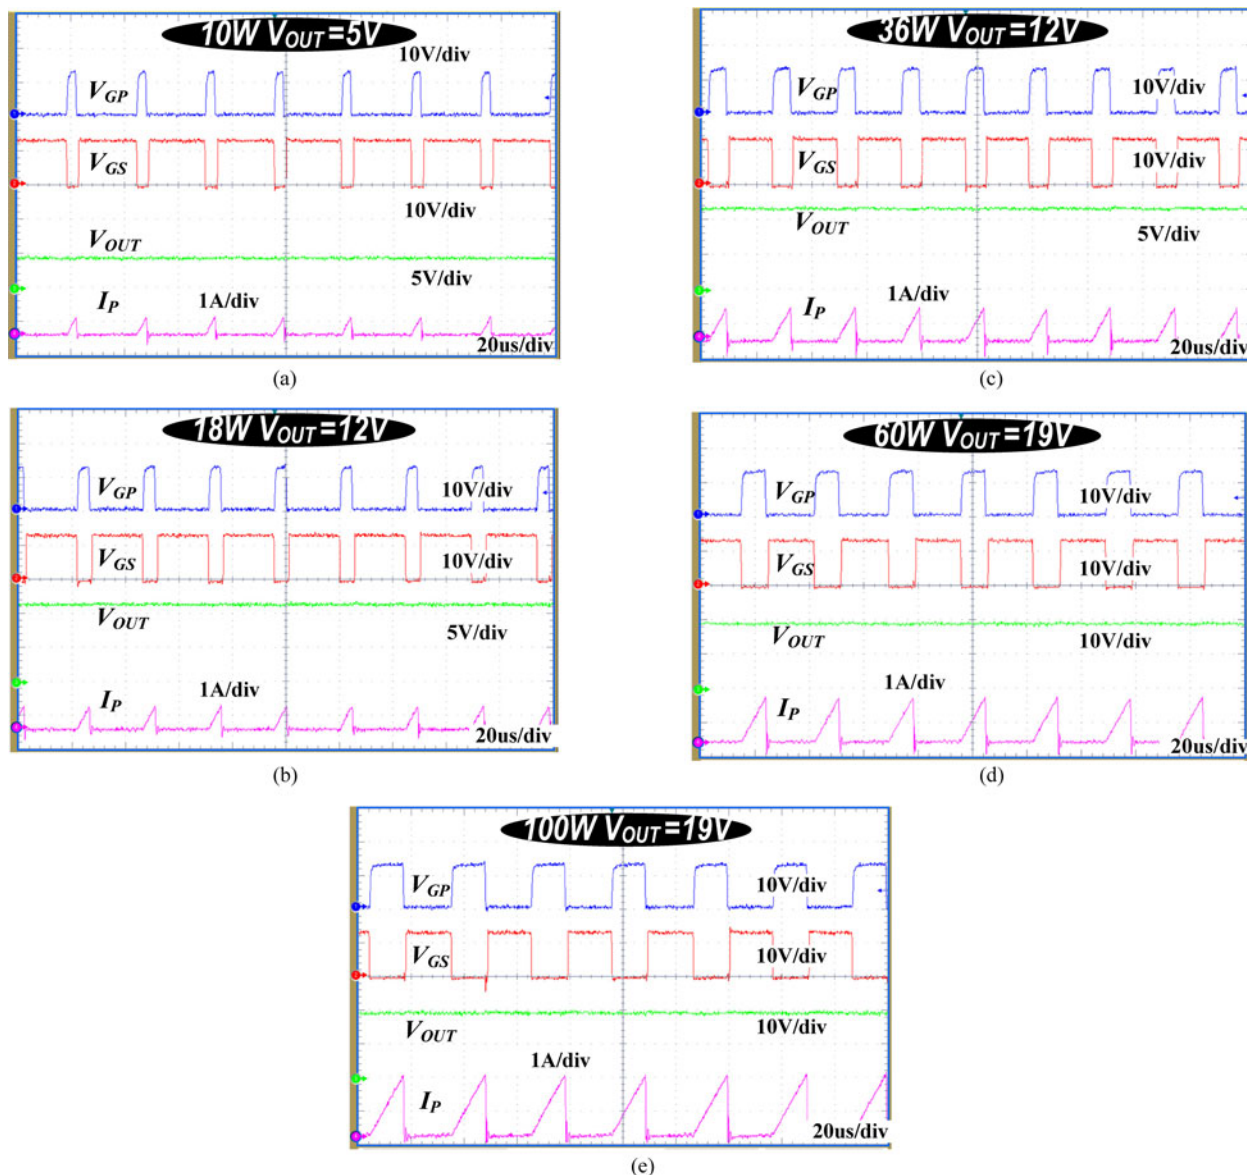 10W VOUT=5V
10V/div
VGP
VGS
10V/div
VOUT
5V/div
IP
1A/div
20us/div
(a)
36W VOUT=12V
VGP
10V/div
VGS
10V/div
VOUT
5V/div
IP
1A/div
20us/div
(c)
18W VOUT=12V
VGP
10V/div
VGS
10V/div
VOUT
5V/div
IP
1A/div
20us/div
(b)
60W VOUT=19V
VGP
10V/div
VGS
10V/div
VOUT
10V/div
IP
1A/div
20us/div
(d)
100W VOUT=19V
VGP
10V/div
VGS
10V/div
VOUT
10V/div
1A/div
IP
20us/div
(e)